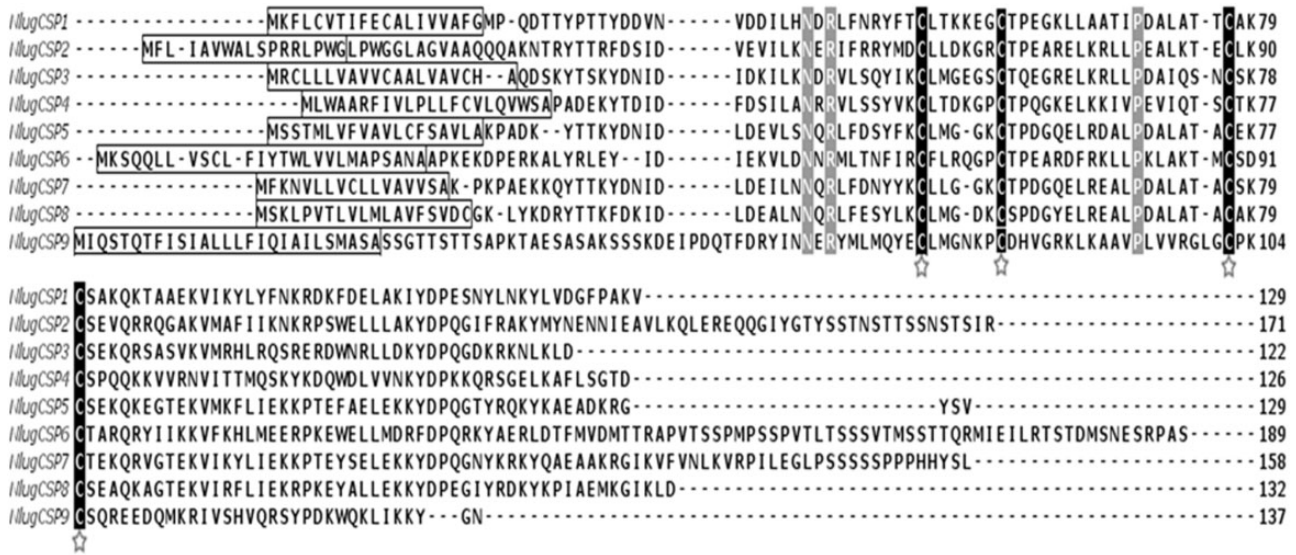 NlugCSP1 - - - - - - - - - - - - - - - - - MKFLCVTIFECALIVVAFGMP - QDTTYPTTYDDVN - - - - - - VDDILHNDRLFNRYFTCLTKKEGCTPEGKLLAATIPDALAT - TCAK79
NlugCSP2 - - - - - - MFL - IAVWALSPRRLPWGLPWGGLAGVAAQQQAKNTRYTTRFDSID - - - - - - VEVILKNERIFRRYMDCLLDKGRCTPEARELKRLLPEALKT - ECLK90
NlugCSP3 - - - - - - - - - - - - - - - - - MRCLLLVAVVCAALVAVCH - - AQDSKYTSKYDNID - - - - - - IDKILKNDRVLSQYIKCLMGEGSCTQEGRELKRLLPDAIQS - NCSK78
NlugCSP4 - - - - - - - - - - - - - - - - - - - - MLWAARFIVLPLLFCVLQVWSAPADEKYTDID - - - - - - FDSILANRRVLSSYVKCLTDKGPCTPQGKELKKIVPEVIQT - SCTK77
NlugCSP5 - - - - - - - - - - - - - - - - - MSSTMLVFVAVLCFSAVLAKPADK - - YTTKYDNID - - - - - - LDEVLSNQRLFDSYFKCLMG - GKCTPDGQELRDALPDALAT - ACEK77
NlugCSP6 - - MKSQQLL - VSCL - FIYTWLVVLMAPSANAAPKEKDPERKALYRLEY - - ID - - - - - - IEKVLDNNRMLTNFIRCFLRQGPCTPEARDFRKLLPKLAKT - MCSD91
NlugCSP7 - - - - - - - - - - - - - - - - MFKNVLLVCLLVAVVSAK - PKPAEKKQYTTKYDNID - - - - - - LDEILNNQRLFDNYYKCLLG - GKCTPDGQELREALPDALAT - ACSK79
NlugCSP8 - - - - - - - - - - - - - - - - MSKLPVTLVLMLAVFSVDCGK - LYKDRYTTKFDKID - - - - - - LDEALNNQRLFESYLKCLMG - DKCSPDGYELREALPDALAT - ACAK79
NlugCSP9 MIQSTQTFISIALLLFIQIAILSMASASSGTTSTTSAPKTAESASAKSSSKDEIPDQTFDRYINNERYMLMQYECLMGNKPCDHVGRKLKAAVPLVVRGLGCPK104
NlugCSP1 CSAKQKTAAEKVIKYLYFNKRDKFDELAKIYDPESNYLNKYLVDGFPAKV - - - - - - - - - - - - - - - - - - - - 129
NlugCSP2 CSEVQRRQGAKVMAFIIKNKRPSWELLLAKYDPQGIFRAKYMYNENNIEAVLKQLEREQQGIYGTYSSTNSTTSSNSTSIR - - - - - - - - - - 171
NlugCSP3 CSEKQRSASVKVMRHLRQSRERDWNRLLDKYDPQGDKRKNLKLD - - - - - - - - - - - - - - - - - - - - 122
NlugCSP4 CSPQQKKVVRNVITTMQSKYKDQWDLVVNKYDPKKQRSGELKAFLSGTD - - - - - - - - - - - - - - - - - - - - 126
NlugCSP5 CSEKQKEGTEKVMKFLIEKKPTEFAELEKKYDPQGTYRQKYKAEADKRG - - - - - - - - - - - - - - - YSV - - - - - - - - - - 129
NlugCSP6 CTARQRYIIKKVFKHLMEERPKEWELLMDRFDPQRKYAERLDTFMVDMTTRAPVTSSPMPSSPVTLTSSSVTMSSTTQRMIEILRTSTDMSNESRPAS - - - - - - 189
NlugCSP7 CTEKQRVGTEKVIKYLIEKKPTEYSELEKKYDPQGNYKRKYQAEAAKRGIKVFVNLKVRPILEGLPSSSSSPPPHHYSL - - - - - - - - - - 158
NlugCSP8 CSEAQKAGTEKVIRFLIEKRPKEYALLEKKYDPEGIYRDKYKPIAEMKGIKLD - - - - - - - - - - - - - - - - - - - - 132
NlugCSP9 CSQREEDQMKRIVSHVQRSYPDKWQKLIKKY - - - GN - - - - - - - - - - - - - - - - - - - - 137